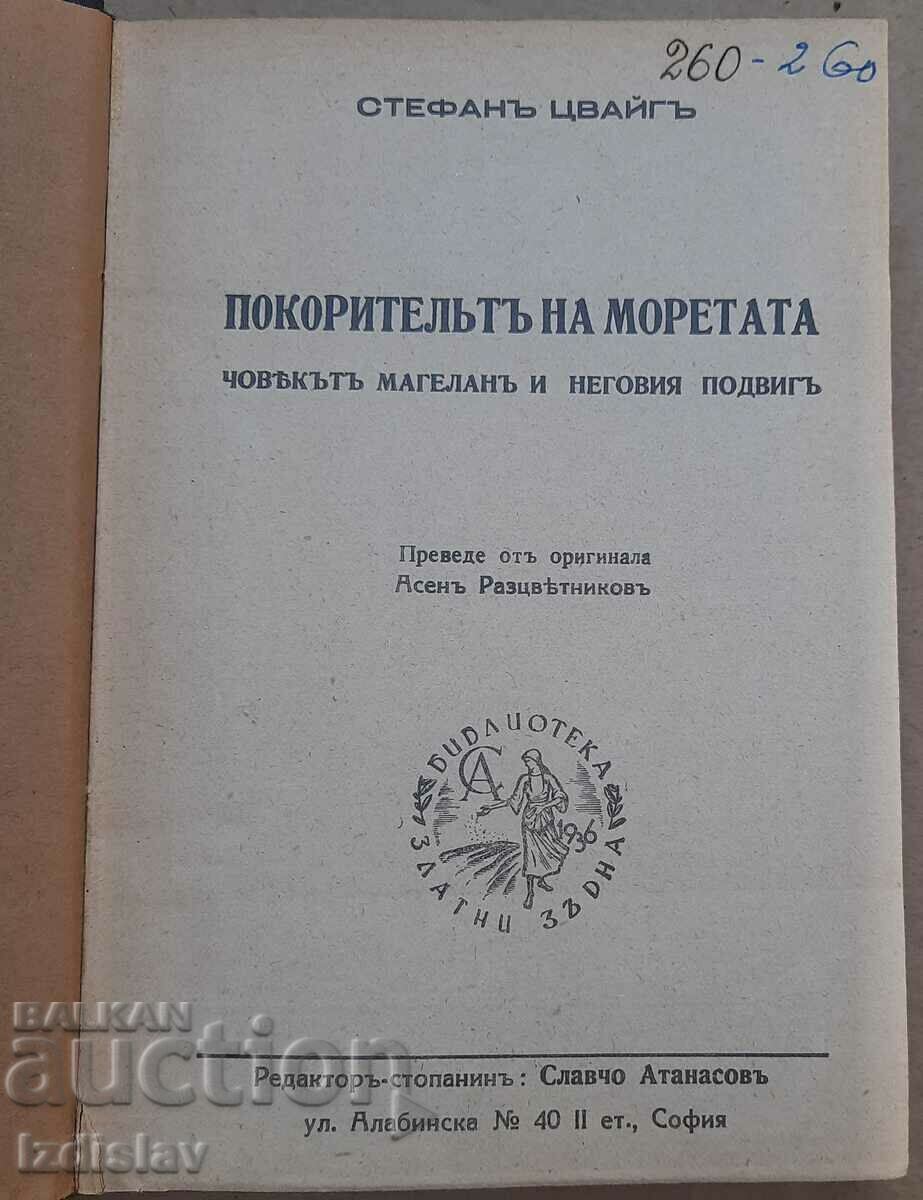 260 - 260
СТЕФАНЪ ЦВАЙГЪ
ПОКОРИТЕЛЬТЪ НА МОРЕТАТА
ЧОВѢКЪТЪ МАГЕЛАНЪ И НЕГОВИЯ ПОДВИГЪ
Преведе отъ оригинала
Асенъ Разцвѣтниковъ
БИБЛИОТЕКА
СА
1936
ЗЛАТНИ ЗЪРНА
Редакторъ-стопанинъ: Славчо Атанасовъ
ул. Алабинска № 40 II ет., София
BALKAN
auction
Izdislav